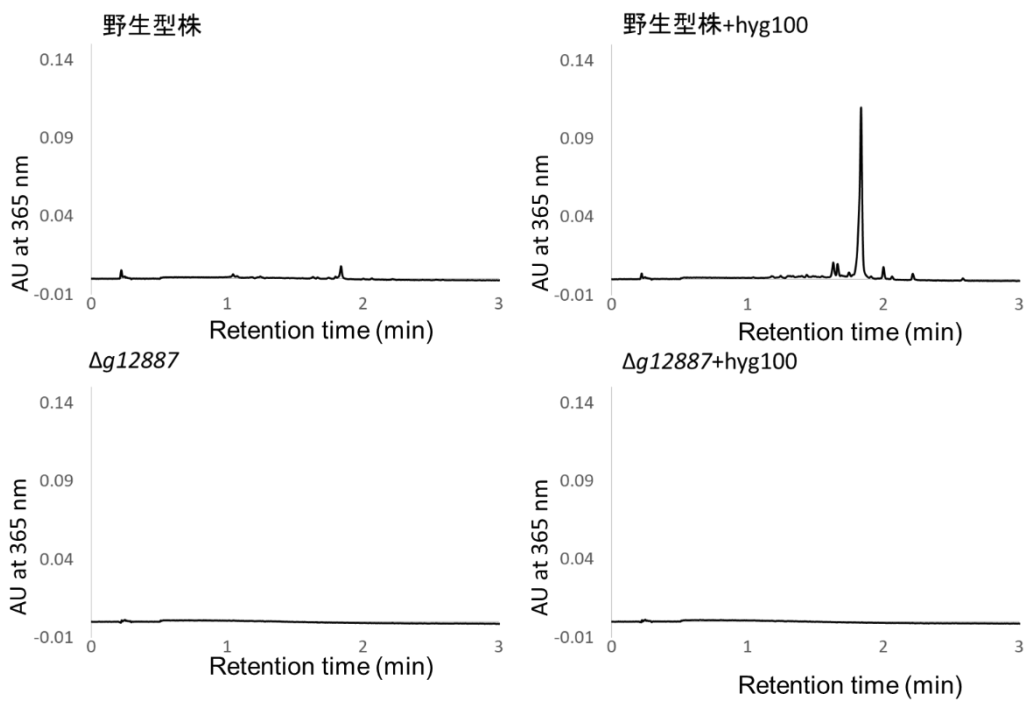 野生型株
0.14
0.09
0.04
-0.01
AU at 365 nm
0 1 2 3
Retention time (min)
野生型株+hyg100
0.14
0.09
0.04
-0.01
AU at 365 nm
0 1 2 3
Retention time (min)
Δg12887
0.14
0.09
0.04
-0.01
AU at 365 nm
0 1 2 3
Retention time (min)
Δg12887+hyg100
0.14
0.09
0.04
-0.01
AU at 365 nm
0 1 2 3
Retention time (min)